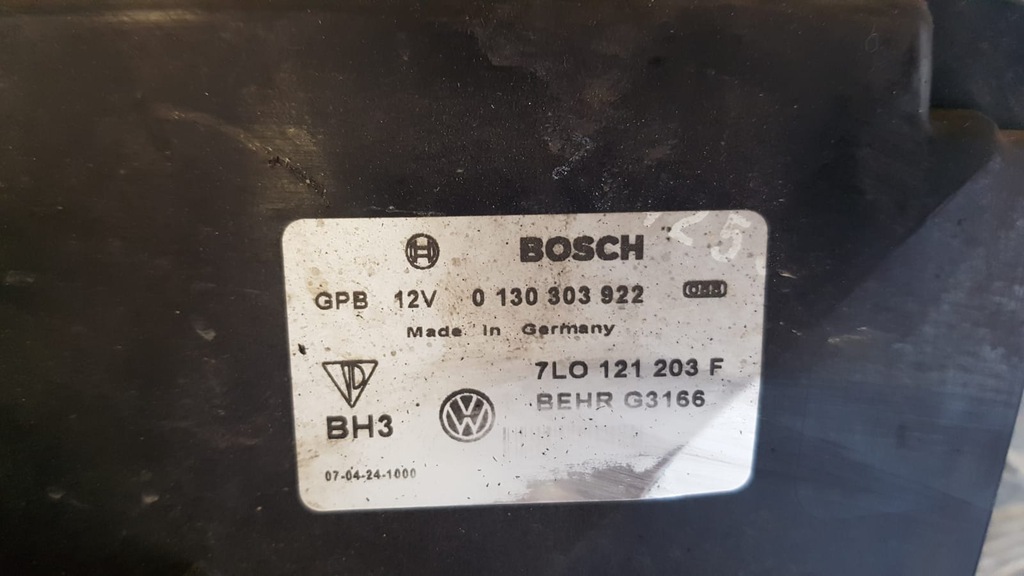 BOSCH
GPB 12V 0 130 303 922
Made in Germany
7LO 121 203 F
BEHR G3166
BH3
07-04-24-1000